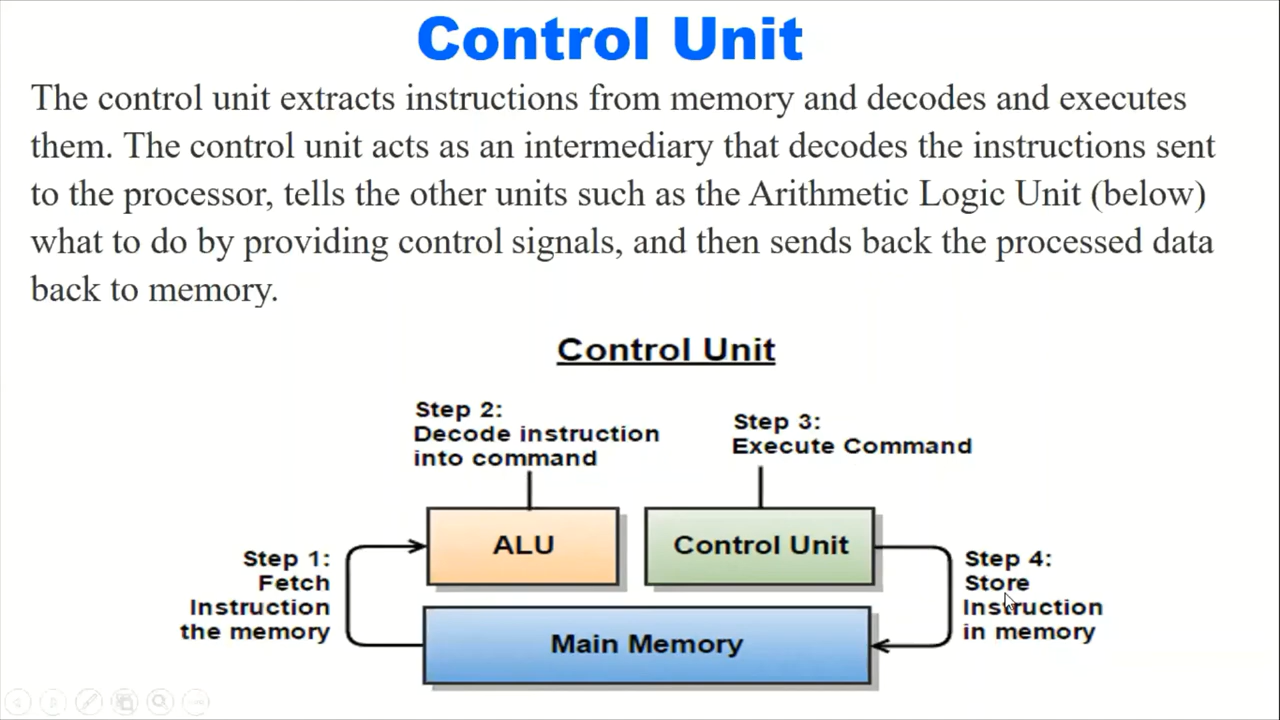 Control Unit
The control unit extracts instructions from memory and decodes and executes
them. The control unit acts as an intermediary that decodes the instructions sent
to the processor, tells the other units such as the Arithmetic Logic Unit (below)
what to do by providing control signals, and then sends back the processed data
back to memory.
Control Unit
Step 2:
Decode instruction
into command
Step 3:
Execute Command
ALU
Control Unit
Step 1:
Fetch
Instruction
the memory
Step 4:
Store
Instruction
in memory
Main Memory